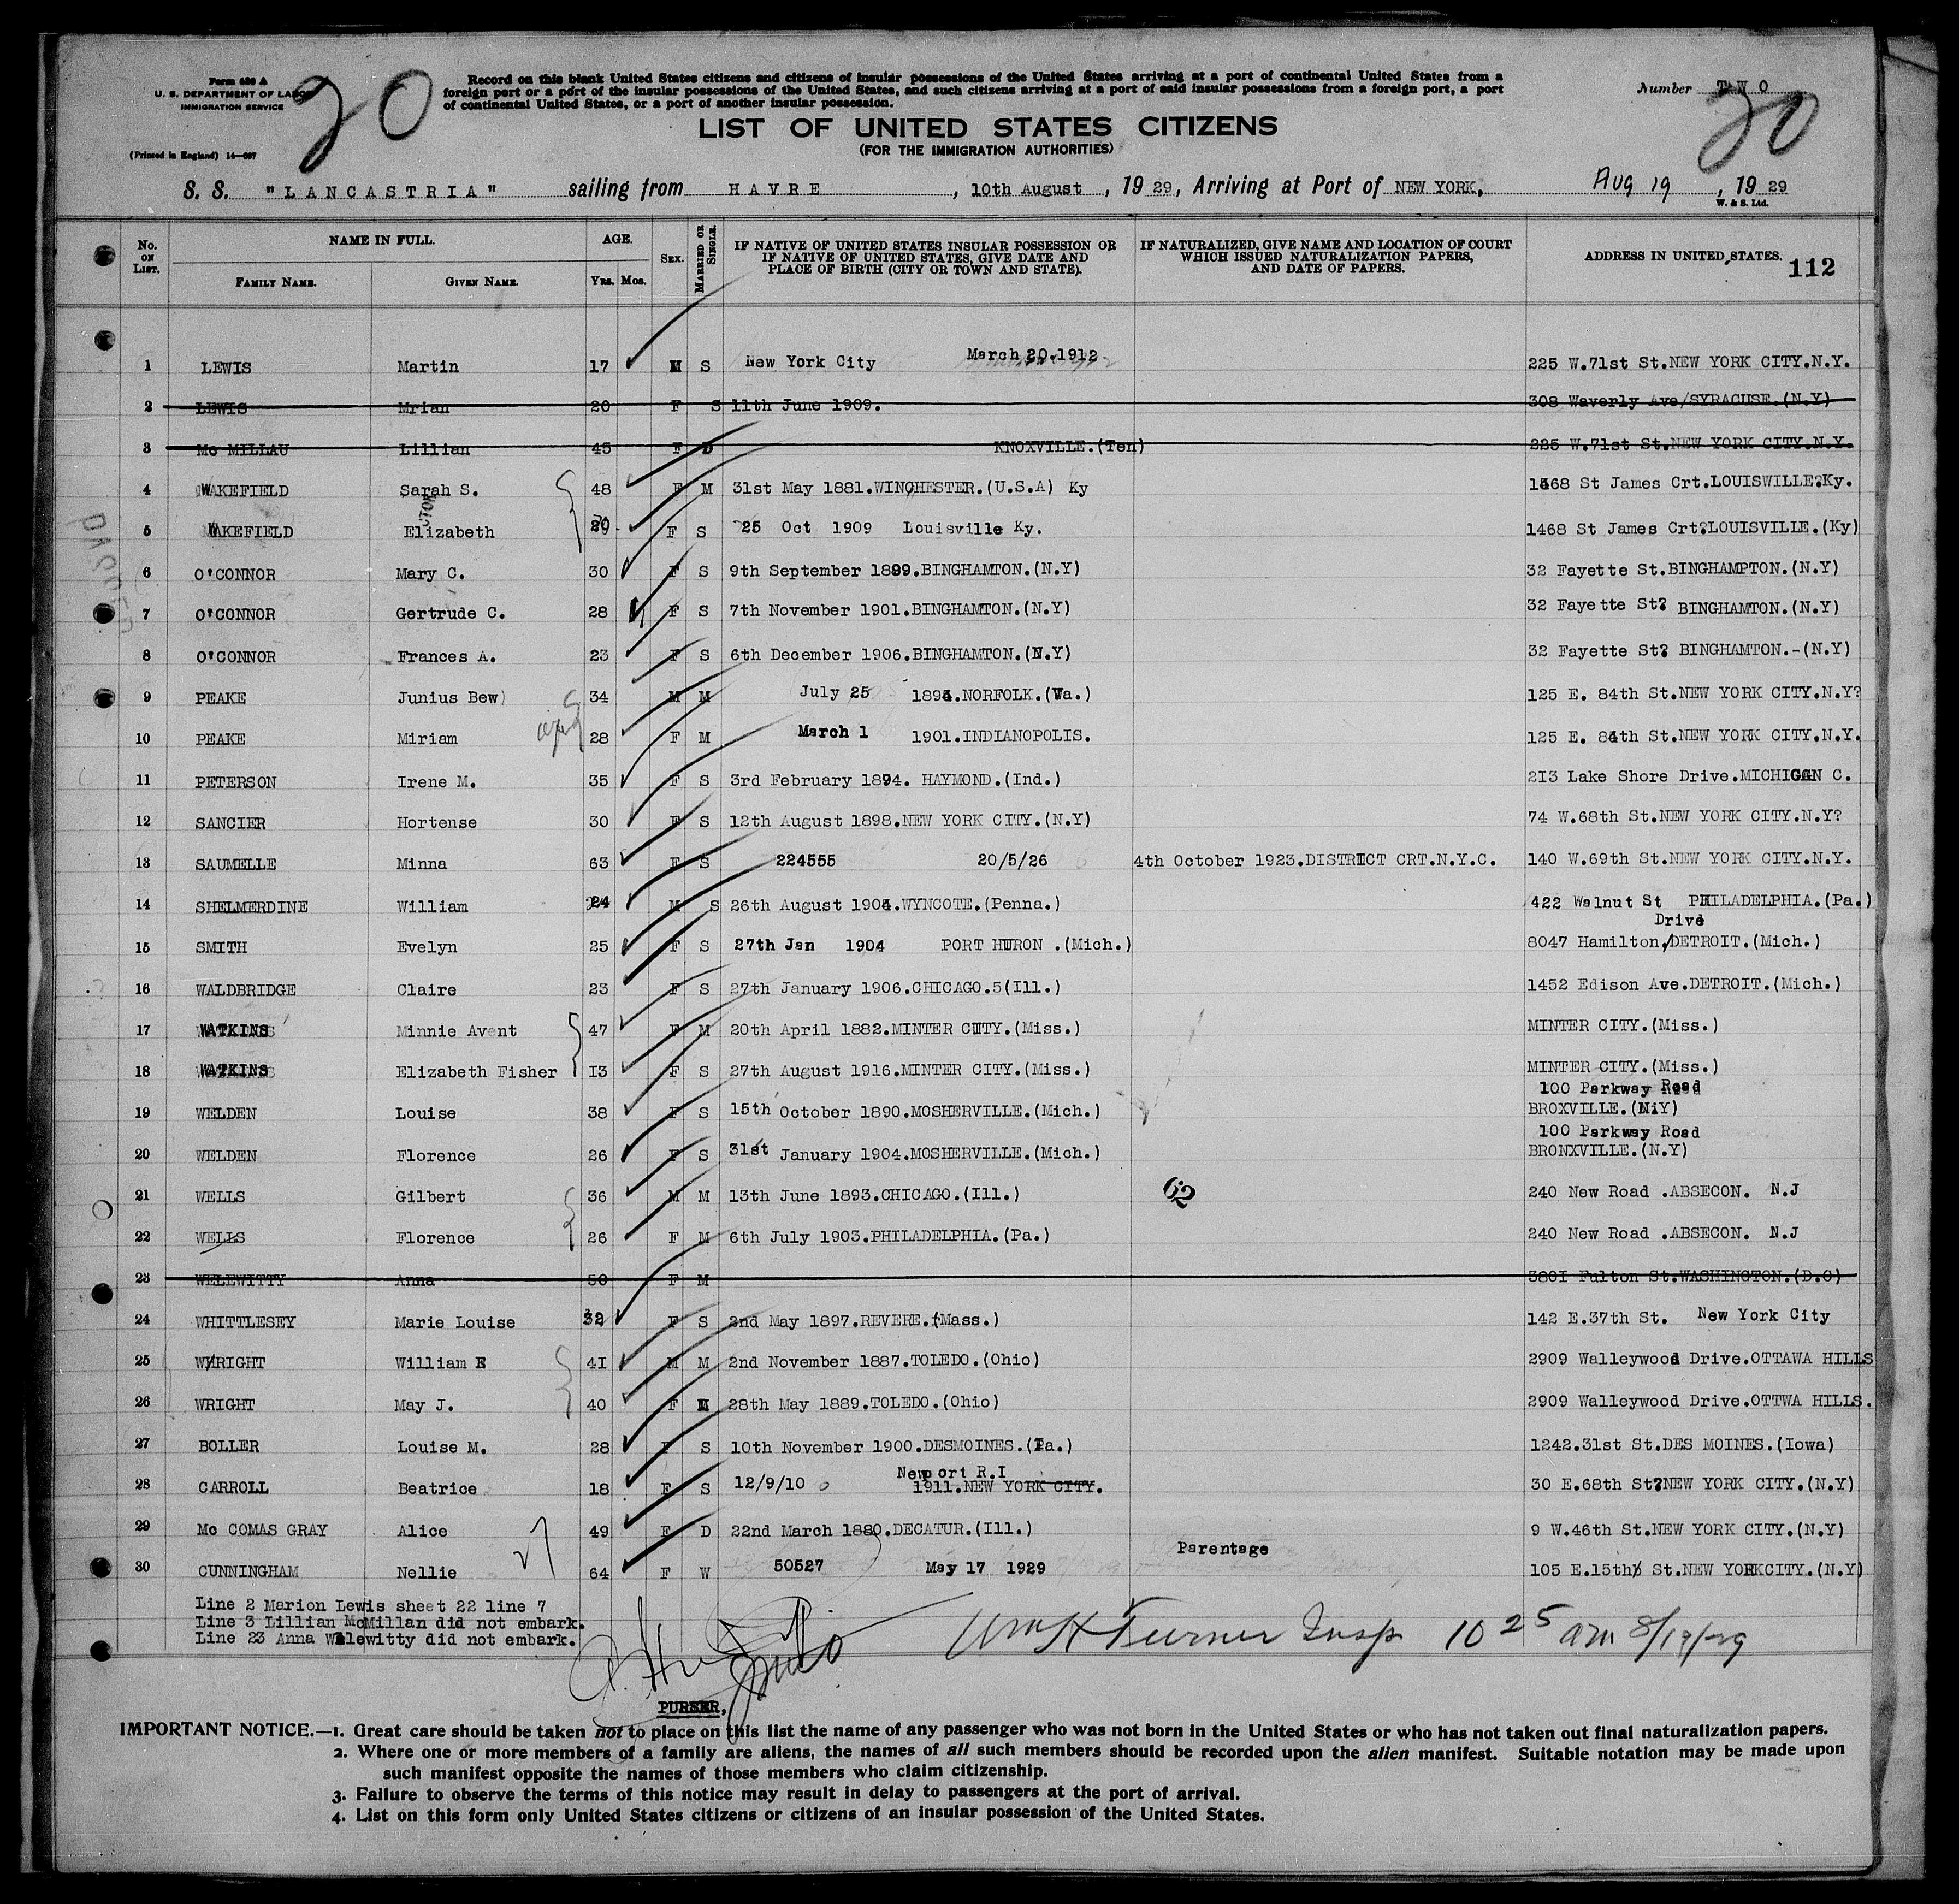 Form 630 A
U. S. DEPARTMENT OF LABOR
IMMIGRATION SERVICE
(Printed in England) 14—607
20
Record on this blank United States citizens and citizens of insular possessions of the United States arriving at a port of continental United States from a
foreign port or a port of the insular possessions of the United States, and such citizens arriving at a port of said insular possessions from a foreign port, a port
of continental United States, or a port of another insular possession.
Number TWO
20
LIST OF UNITED STATES CITIZENS
(FOR THE IMMIGRATION AUTHORITIES)
S. S. "LANCASTRIA" sailing from HAVRE, 10th August, 1929, Arriving at Port of NEW YORK, Aug 19, 1929
W. & S. Ltd.
No. ON LIST. NAME IN FULL. FAMILY NAME. GIVEN NAME. AGE. Yrs. Mos. SEX. MARRIED OR SINGLE. IF NATIVE OF UNITED STATES INSULAR POSSESSION OR IF NATIVE OF UNITED STATES, GIVE DATE AND PLACE OF BIRTH (CITY OR TOWN AND STATE). IF NATURALIZED, GIVE NAME AND LOCATION OF COURT WHICH ISSUED NATURALIZATION PAPERS, AND DATE OF PAPERS. ADDRESS IN UNITED STATES. 112
1 LEWIS Martin 17 M S New York City March 20.1912 225 W.71st St.NEW YORK CITY.N.Y.
2 LEWIS Mrian 20 F S 11th June 1909. 308 Waverly Ave/SYRACUSE.(N.Y)
3 Mc MILLAU Lillian 45 F D KNOXVILLE.(Ten) 225 W.71st St.NEW YORK CITY.N.Y.
4 WAKEFIELD Sarah S. 48 F M 31st May 1881.WINCHESTER.(U.S.A) Ky 1468 St James Crt.LOUISWILLE?Ky.
5 WAKEFIELD Elizabeth 20 F S 25 Oct 1909 Louisville Ky. 1468 St James Crt?LOUISVILLE.(Ky)
6 O'CONNOR Mary C. 30 F S 9th September 1899.BINGHAMTON.(N.Y) 32 Fayette St.BINGHAMPTON.(N.Y)
7 O'CONNOR Gertrude C. 28 F S 7th November 1901.BINGHAMTON.(N.Y) 32 Fayette St? BINGHAMTON.(N.Y)
8 O'CONNOR Frances A. 23 F S 6th December 1906.BINGHAMTON.(N.Y) 32 Fayette St? BINGHAMTON.-(N.Y)
9 PEAKE Junius Bew) 34 M M July 25 1894.NORFOLK.(Va.) 125 E. 84th St.NEW YORK CITY.N.Y?
10 PEAKE Miriam 28 F M March 1 1901.INDIANOPOLIS. 125 E. 84th St.NEW YORK CITY.N.Y.
11 PETERSON Irene M. 35 F S 3rd February 1894. HAYMOND.(Ind.) 213 Lake Shore Drive.MICHIGAN C.
12 SANCIER Hortense 30 F S 12th August 1898.NEW YORK CITY.(N.Y) 74 W.68th St.NEW YORK CITY.N.Y?
13 SAUMELLE Minna 63 F S 224555 20/5/26 4th October 1923.DISTRICT CRT.N.Y.C. 140 W.69th St.NEW YORK CITY.N.Y.
14 SHELMERDINE William 24 M S 26th August 1904.WYNCOTE.(Penna.) 422 Walnut St PHILADELPHIA.(Pa.)
15 SMITH Evelyn 25 F S 27th Jan 1904 PORT HURON .(Mich.) 8047 Hamilton Drive DETROIT.(Mich.)
16 WALDBRIDGE Claire 23 F S 27th January 1906.CHICAGO.5(Ill.) 1452 Edison Ave.DETROIT.(Mich.)
17 WATKINS Minnie Avent 47 F M 20th April 1882.MINTER CITY.(Miss.) MINTER CITY.(Miss.)
18 WATKINS Elizabeth Fisher 13 F S 27th August 1916.MINTER CITY.(Miss.) MINTER CITY.(Miss.)
19 WELDEN Louise 38 F S 15th October 1890.MOSHERVILLE.(Mich.) 100 Parkway Road BROXVILLE.(N.Y)
20 WELDEN Florence 26 F S 31st January 1904.MOSHERVILLE.(Mich.) 100 Parkway Road BRONXVILLE.(N.Y)
21 WELLS Gilbert 36 M M 13th June 1893.CHICAGO.(Ill.) 62 240 New Road .ABSECON. N.J
22 WELLS Florence 26 F M 6th July 1903.PHILADELPHIA.(Pa.) 240 New Road .ABSECON. N.J
23 WELEWITTY Anna 50 F M 3801 Fulton St.WASHINGTON.(D.C)
24 WHITTLESEY Marie Louise 32 F S 2nd May 1897.REVERE.(Mass.) 142 E.37th St. New York City
25 WRIGHT William E 41 M M 2nd November 1887.TOLEDO.(Ohio) 2909 Walleywood Drive.OTTAWA HILLS
26 WRIGHT May J. 40 F M 28th May 1889.TOLEDO.(Ohio) 2909 Walleywood Drive.OTTWA HILLS.
27 BOLLER Louise M. 28 F S 10th November 1900.DESMOINES.(Ia.) 1242.31st St.DES MOINES.(Iowa)
28 CARROLL Beatrice 18 F S 12/9/10 Newport R.I 1911.NEW YORK CITY. 30 E.68th St?NEW YORK CITY.(N.Y)
29 Mc COMAS GRAY Alice 49 F D 22nd March 1880.DECATUR.(Ill.) 9 W.46th St.NEW YORK CITY.(N.Y)
30 CUNNINGHAM Nellie 64 F W 50527 May 17 1929 Parentage 105 E.15th St.NEW YORKCITY.(N.Y)
Line 2 Marion Lewis sheet 22 line 7
Line 3 Lillian McMillan did not embark.
Line 23 Anna Walewitty did not embark.
Wm H Turner Insp 10 25 am 8/19/29
PURSER,
IMPORTANT NOTICE.—1. Great care should be taken not to place on this list the name of any passenger who was not born in the United States or who has not taken out final naturalization papers.
2. Where one or more members of a family are aliens, the names of all such members should be recorded upon the alien manifest. Suitable notation may be made upon
such manifest opposite the names of those members who claim citizenship.
3. Failure to observe the terms of this notice may result in delay to passengers at the port of arrival.
4. List on this form only United States citizens or citizens of an insular possession of the United States.